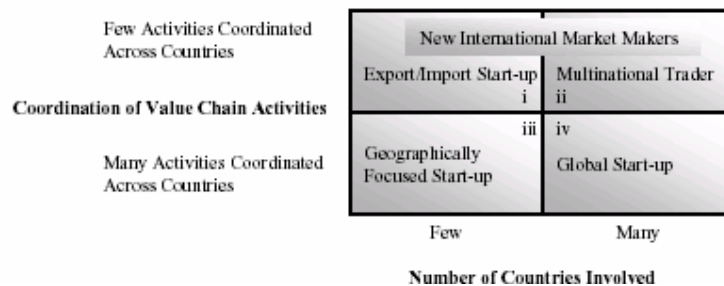 Few Activities Coordinated
Across Countries
New International Market Makers
Export/Import Start-up
i
Multinational Trader
ii
Coordination of Value Chain Activities
iii
iv
Many Activities Coordinated
Across Countries
Geographically
Focused Start-up
Global Start-up
Few
Many
Number of Countries Involved